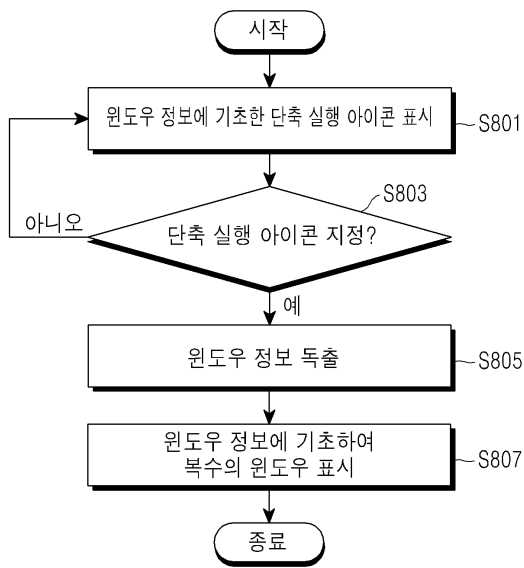 시작
윈도우 정보에 기초한 단축 실행 아이콘 표시
S801
S803
단축 실행 아이콘 지정?
아니오
예
윈도우 정보 독출
S805
윈도우 정보에 기초하여
복수의 윈도우 표시
S807
종료